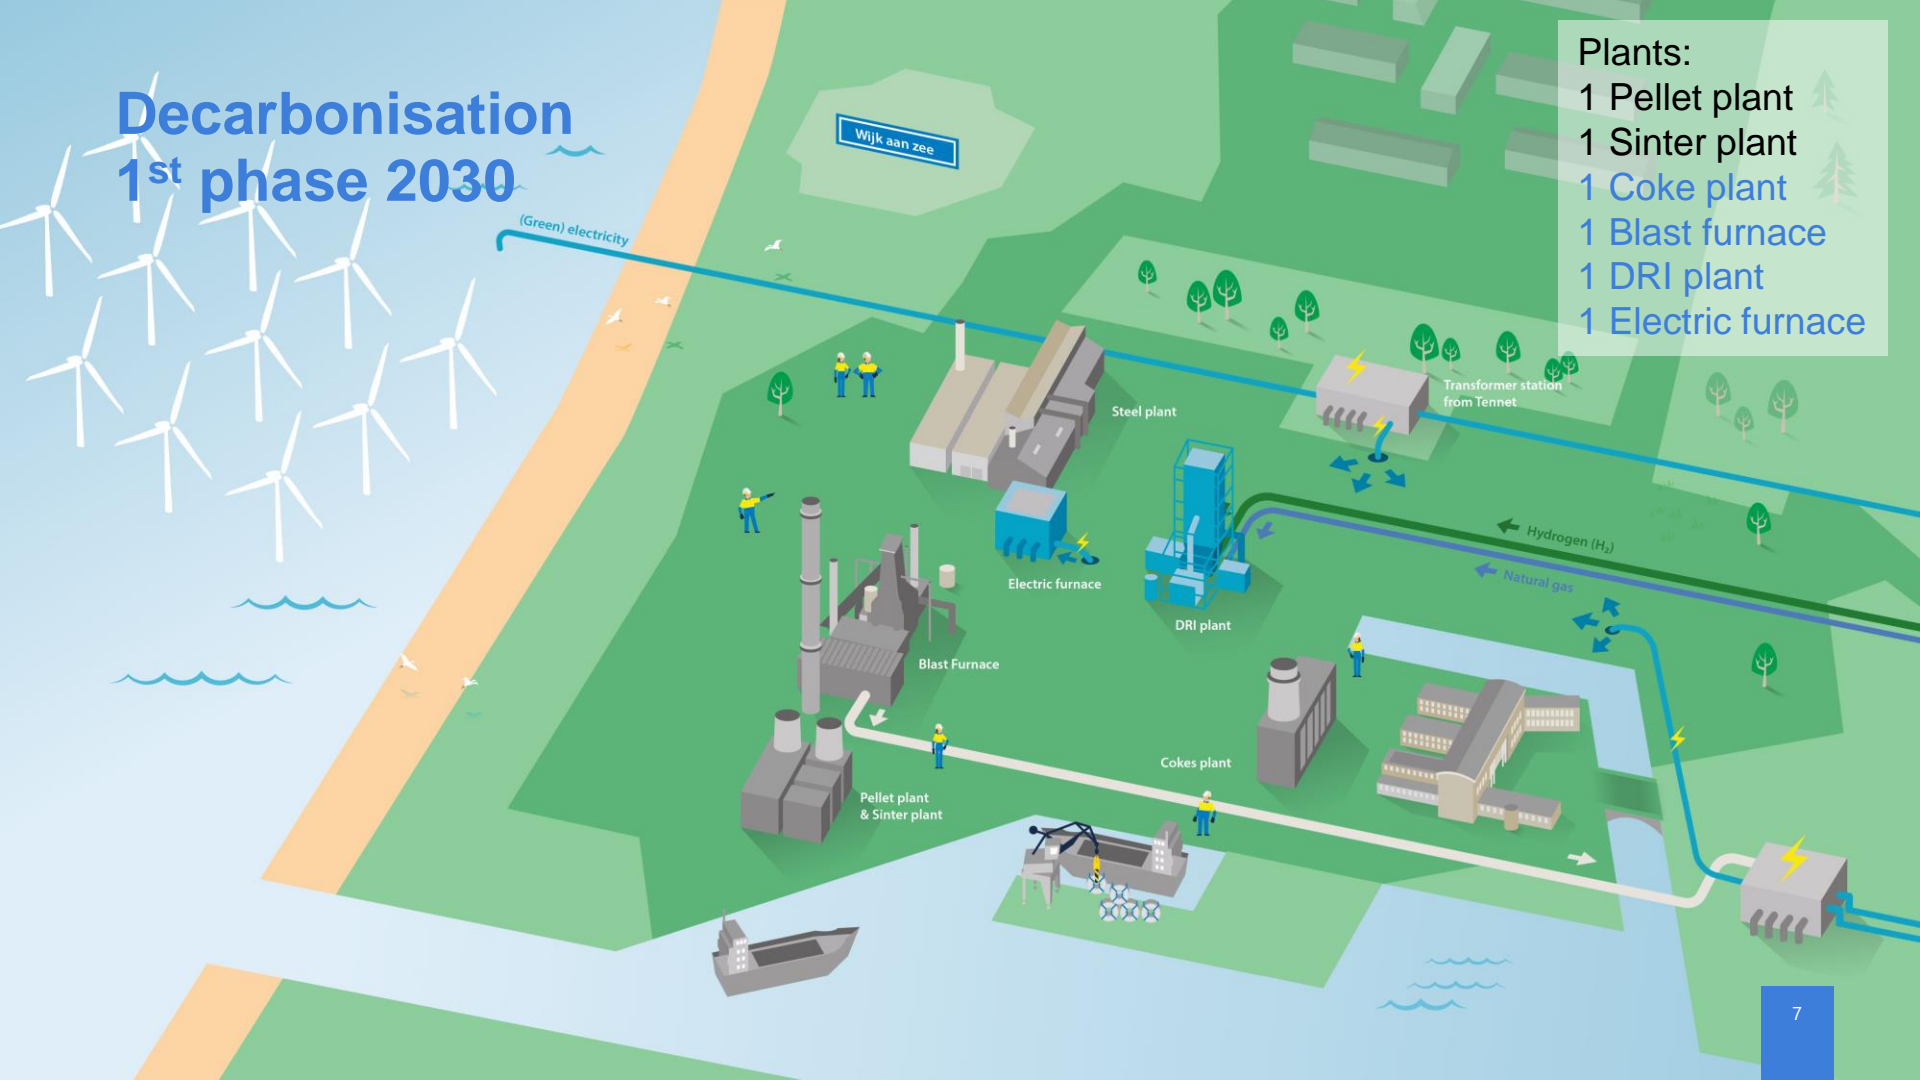 Decarbonisation
1st phase 2030
Plants:
1 Pellet plant
1 Sinter plant
1 Coke plant
1 Blast furnace
1 DRI plant
1 Electric furnace
Wijk aan zee
(Green) electricity
Transformer station
from Tennet
Steel plant
Hydrogen (H₂)
Natural gas
Electric furnace
DRI plant
Blast Furnace
Cokes plant
Pellet plant
& Sinter plant
7